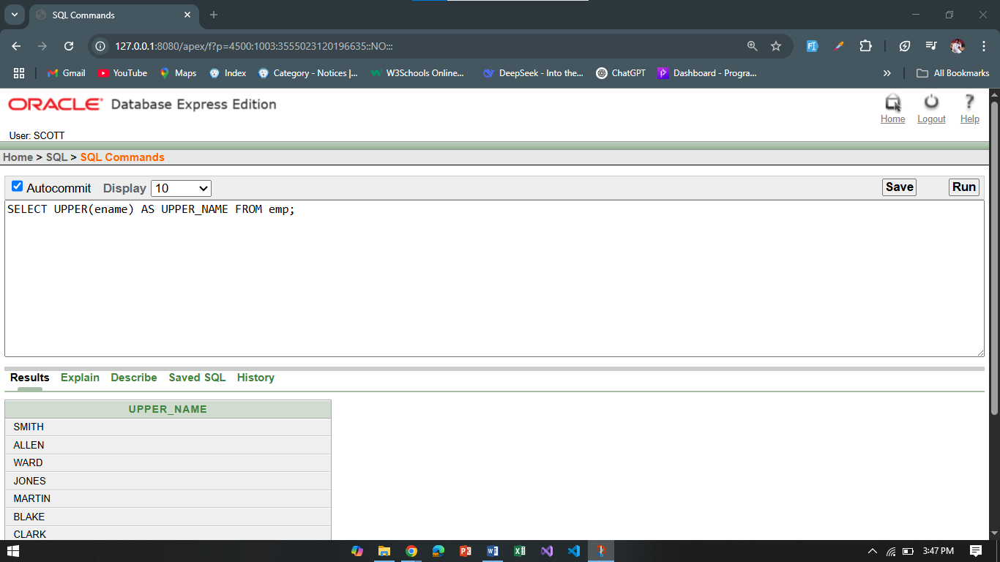 SQL Commands
127.0.0.1:8080/apex/f?p=4500:1003:3555023120196635::NO:::
Gmail YouTube Maps Index Category - Notices |... W3Schools Online... DeepSeek - Into the... ChatGPT Dashboard - Progra... » All Bookmarks
ORACLE Database Express Edition
Home Logout Help
User: SCOTT
Home > SQL > SQL Commands
Autocommit Display 10 Save Run
SELECT UPPER(ename) AS UPPER_NAME FROM emp;
Results Explain Describe Saved SQL History
UPPER_NAME
SMITH
ALLEN
WARD
JONES
MARTIN
BLAKE
CLARK
3:47 PM